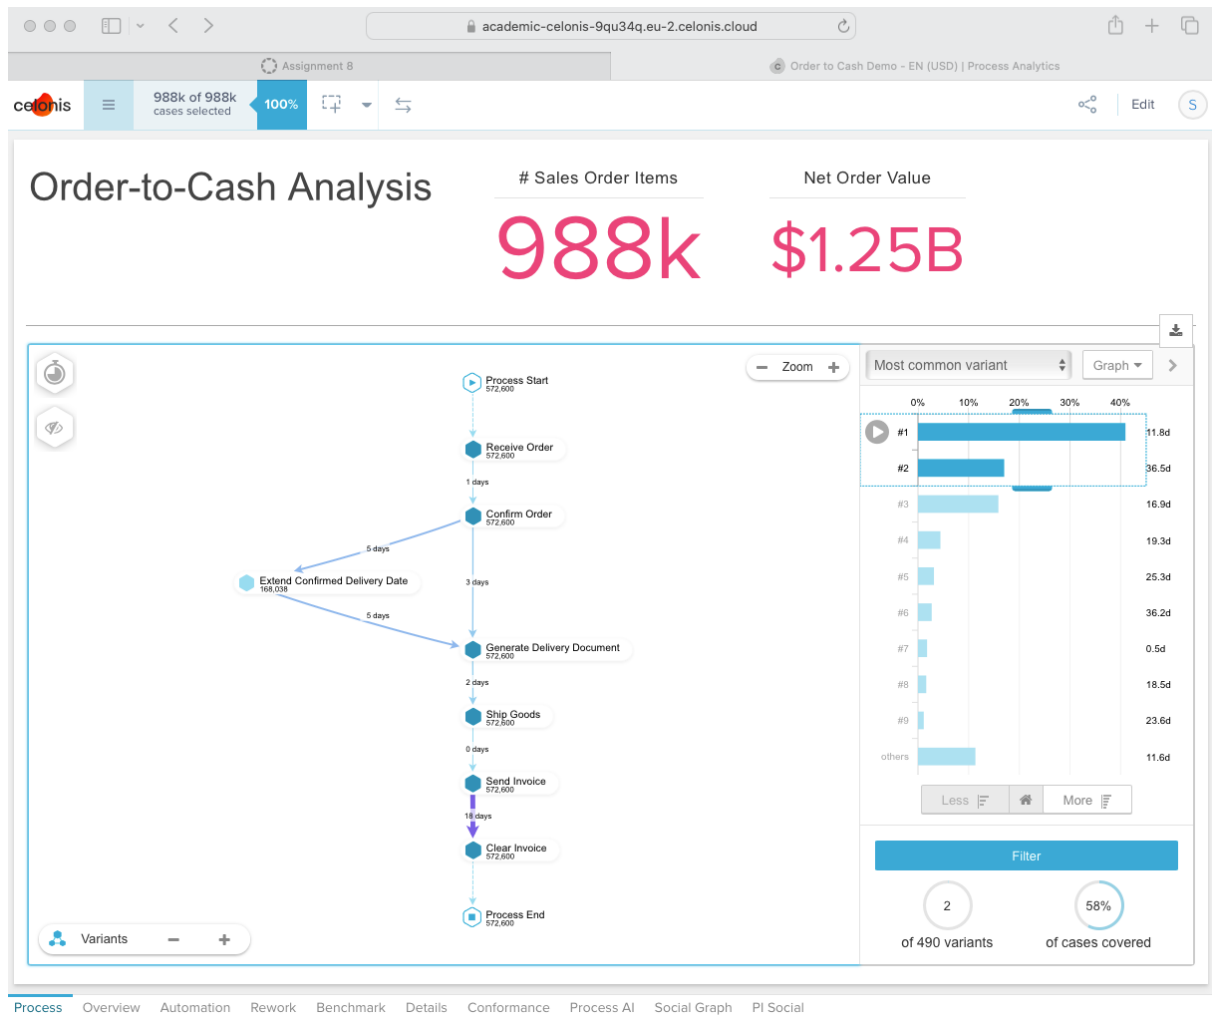 academic-celonis-9qu34q.eu-2.celonis.cloud
Assignment 8
Order to Cash Demo - EN (USD) | Process Analytics
celonis
988k of 988k
cases selected
100%
Edit
S
Order-to-Cash Analysis
# Sales Order Items
988k
Net Order Value
$1.25B
Zoom
Process Start
572,600
Receive Order
572,600
1 days
Confirm Order
572,600
5 days
Extend Confirmed Delivery Date
168,038
3 days
5 days
Generate Delivery Document
572,600
2 days
Ship Goods
572,600
0 days
Send Invoice
572,600
18 days
Clear Invoice
572,600
Process End
572,600
Variants
Most common variant
Graph
0% 10% 20% 30% 40%
#1 11.8d
#2 36.5d
#3 16.9d
#4 19.3d
#5 25.3d
#6 36.2d
#7 0.5d
#8 18.5d
#9 23.6d
others 11.6d
Less
More
Filter
2
of 490 variants
58%
of cases covered
Process Overview Automation Rework Benchmark Details Conformance Process AI Social Graph PI Social